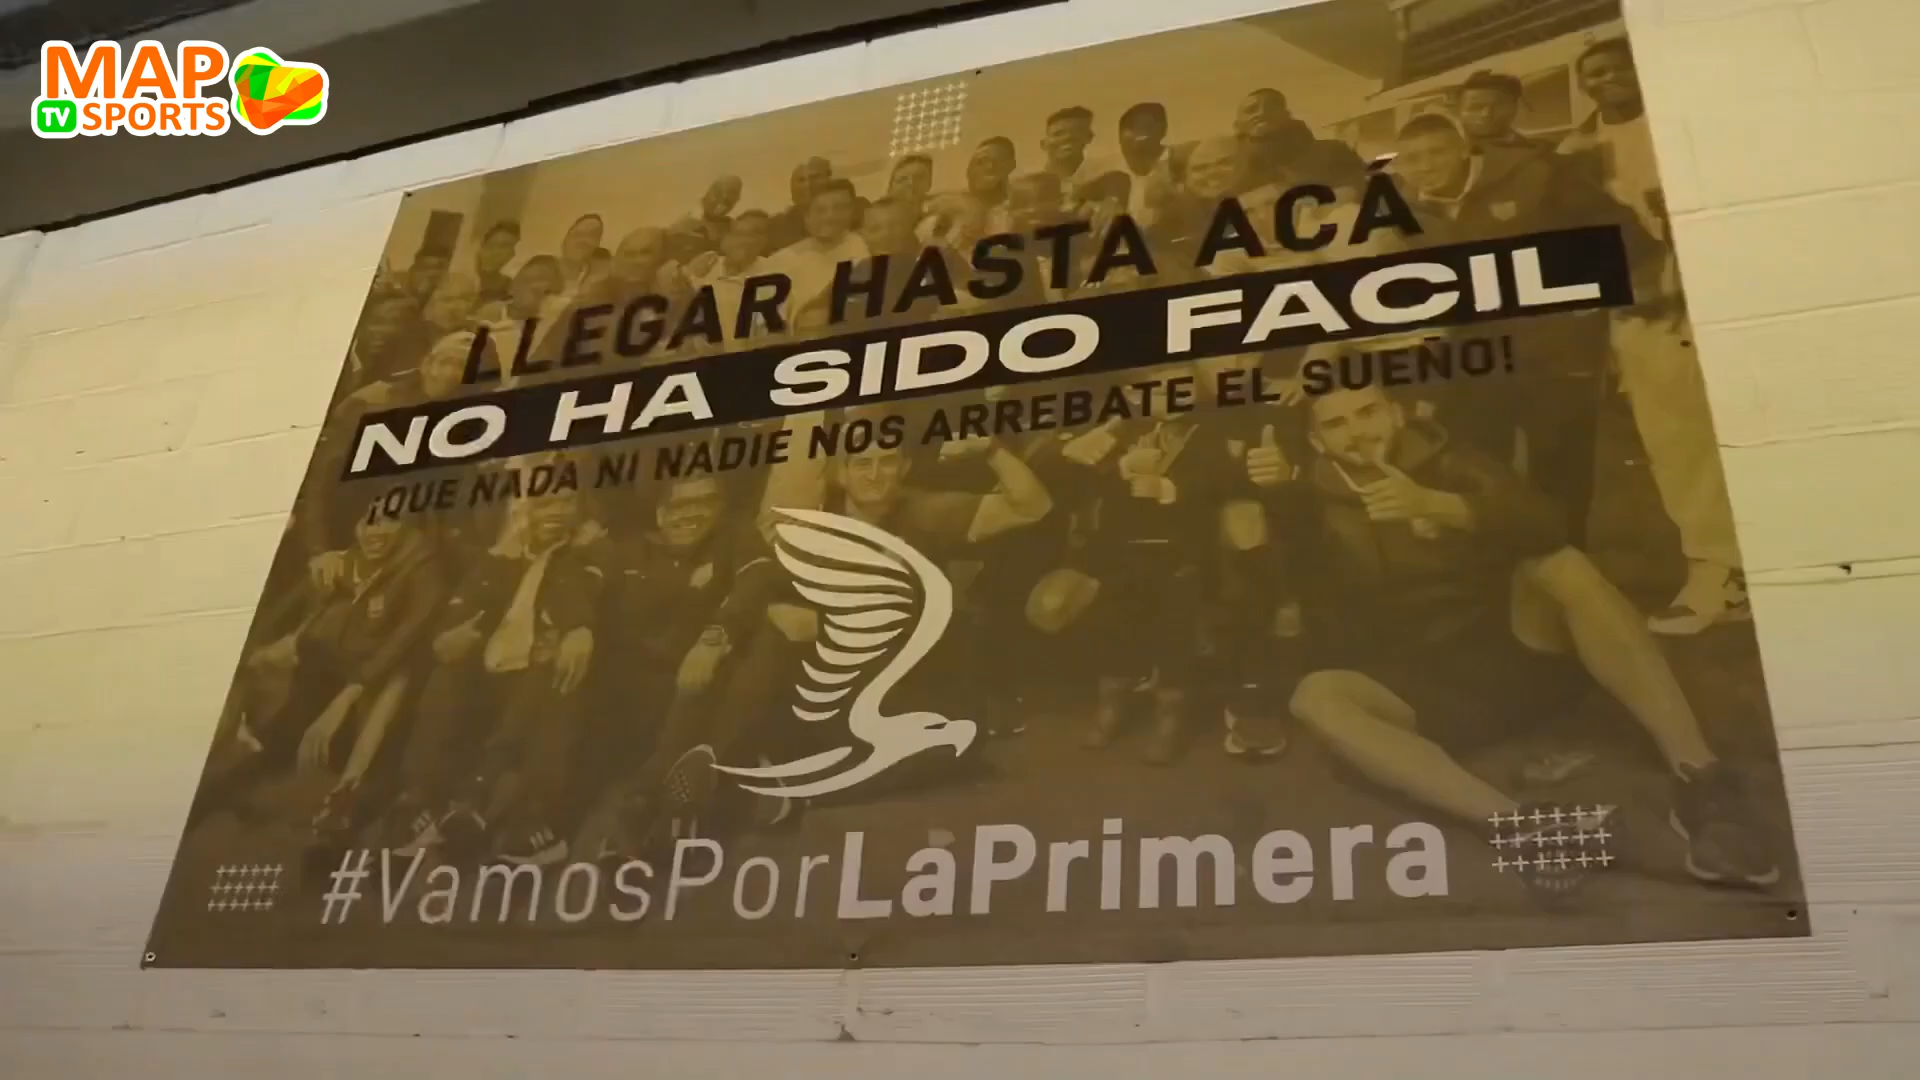 MAP
TV SPORTS
LLEGAR HASTA ACÁ
NO HA SIDO FACIL
¡QUE NADA NI NADIE NOS ARREBATE EL SUEÑO!
#VamosPorLaPrimera